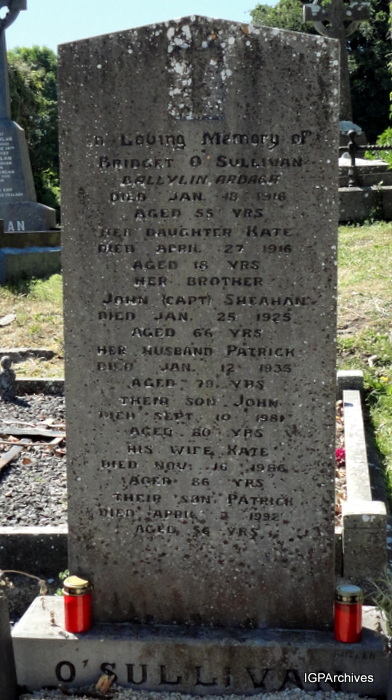 In Loving Memory of
BRIDGET O'SULLIVAN
BALLYLIN ARDAGH
DIED JAN. 18 1916
AGED 55 YRS
HER DAUGHTER KATE
DIED APRIL 27 1916
AGED 18 YRS
HER BROTHER
JOHN (CAPT) SHEAHAN
DIED JAN. 25 1925
AGED 66 YRS
HER HUSBAND PATRICK
DIED JAN. 12 1935
AGED 79 YRS
THEIR SON JOHN
DIED SEPT. 10 1981
AGED 80 YRS
HIS WIFE KATE
DIED NOV. 16 1986
AGED 86 YRS
THEIR SON PATRICK
DIED APRIL 2 1992
AGED 56 YRS
O'SULLIVA
AN
IGPArchives